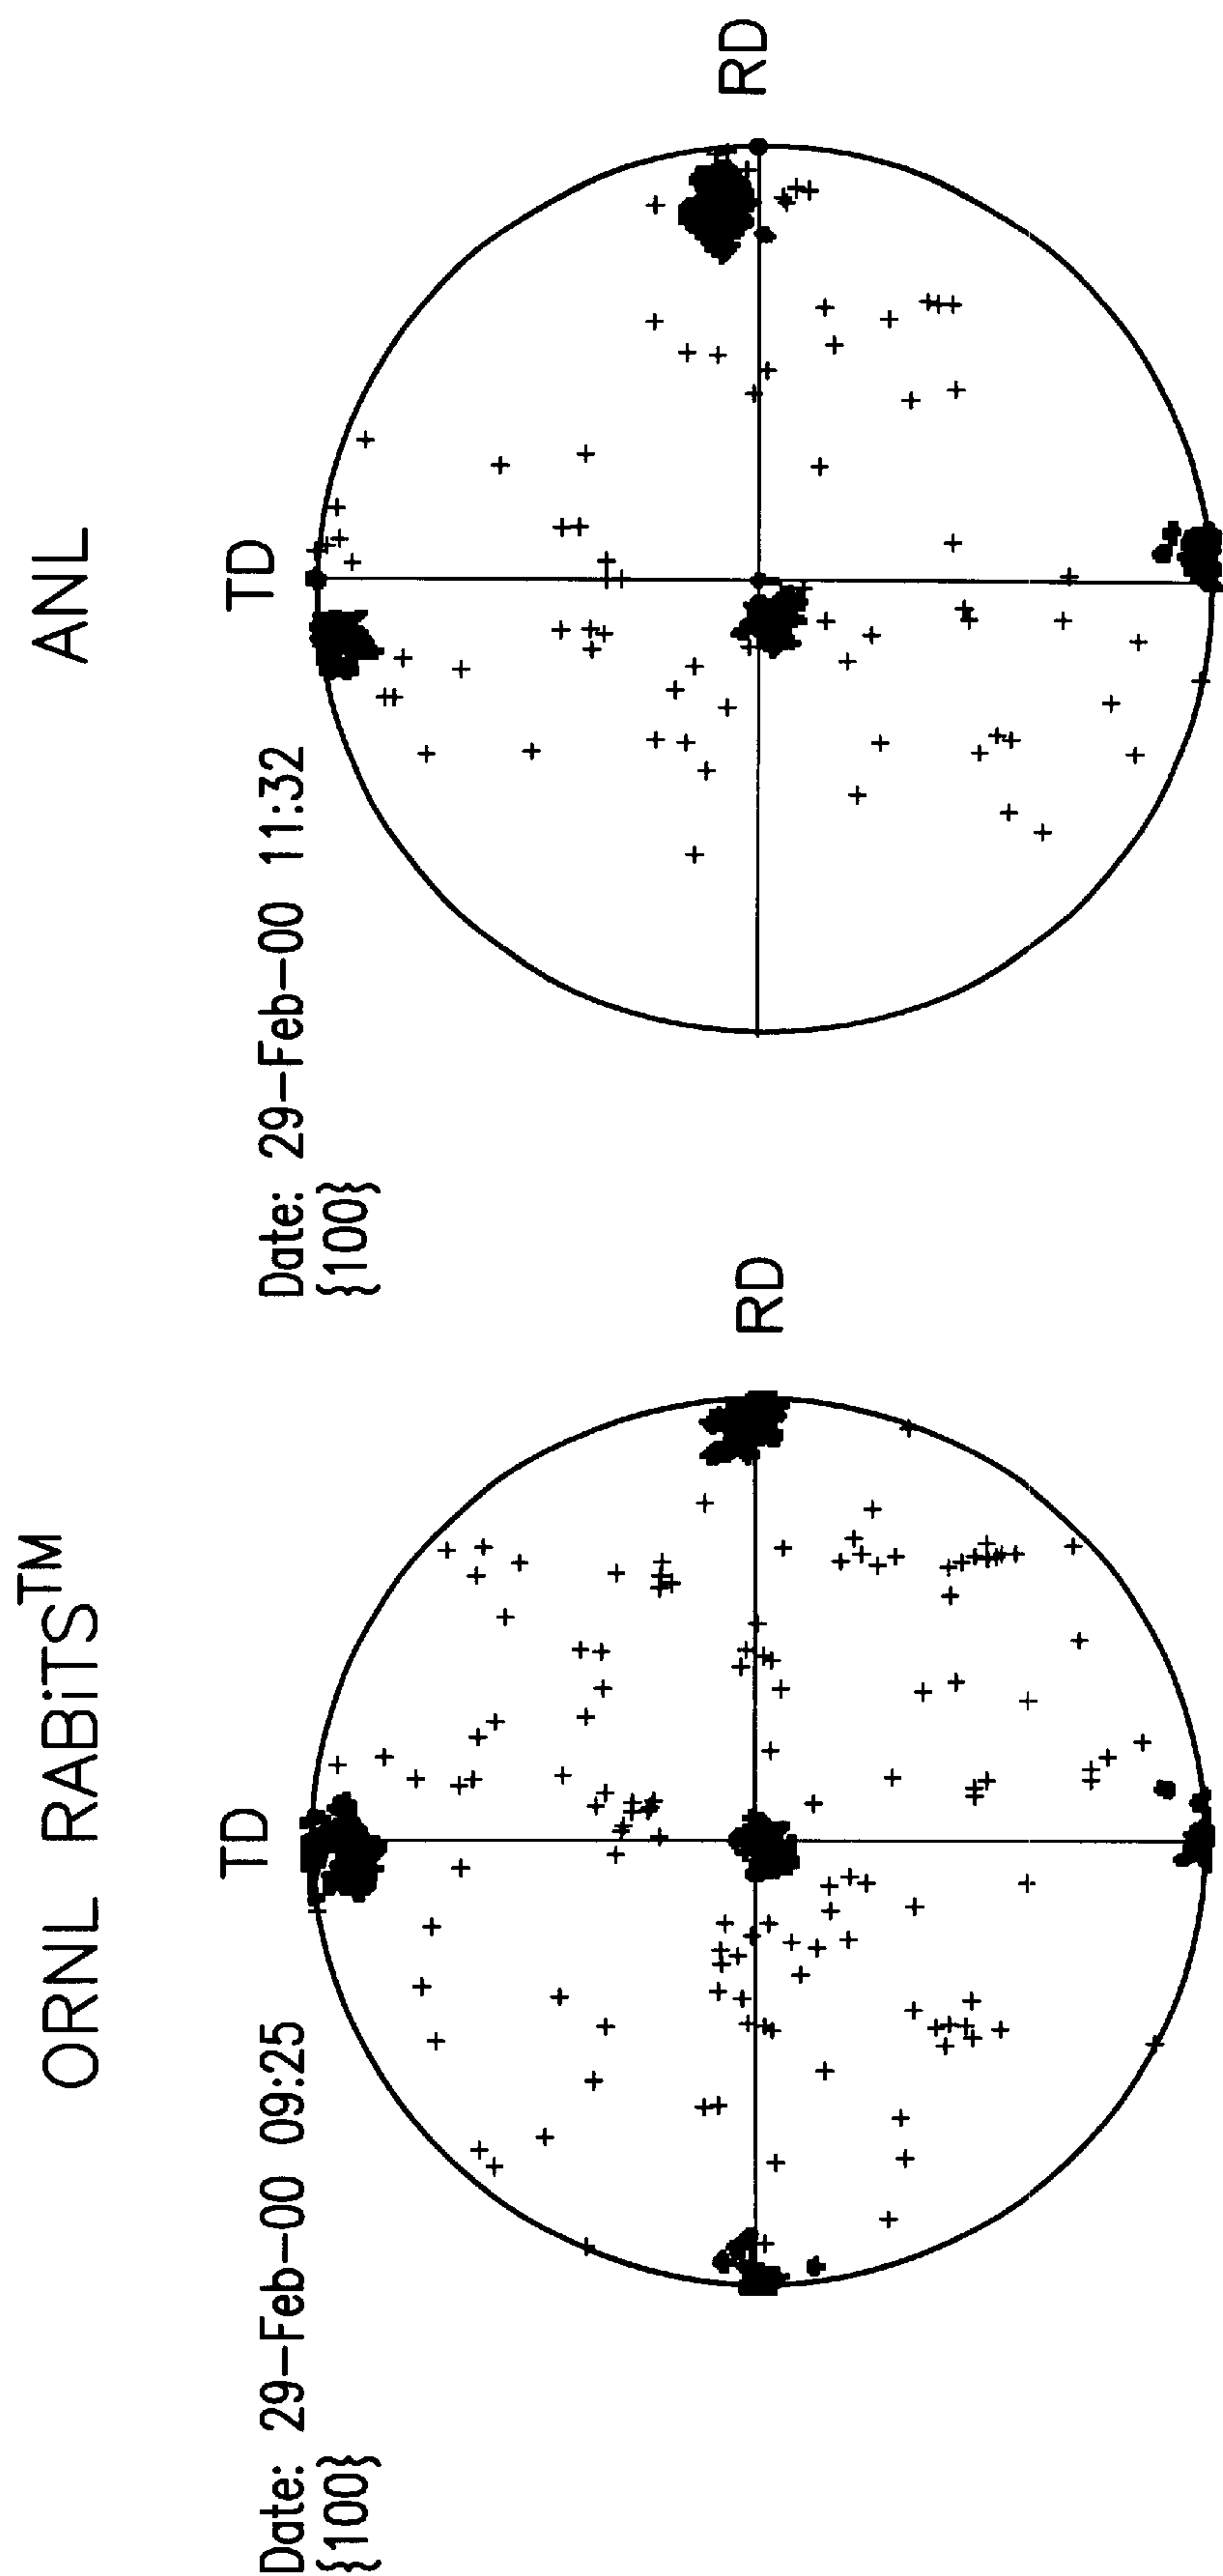 ORNL RABiTS™
Date: 29-Feb-00 09:25
{100}
TD
RD
ANL
Date: 29-Feb-00 11:32
{100}
TD
RD